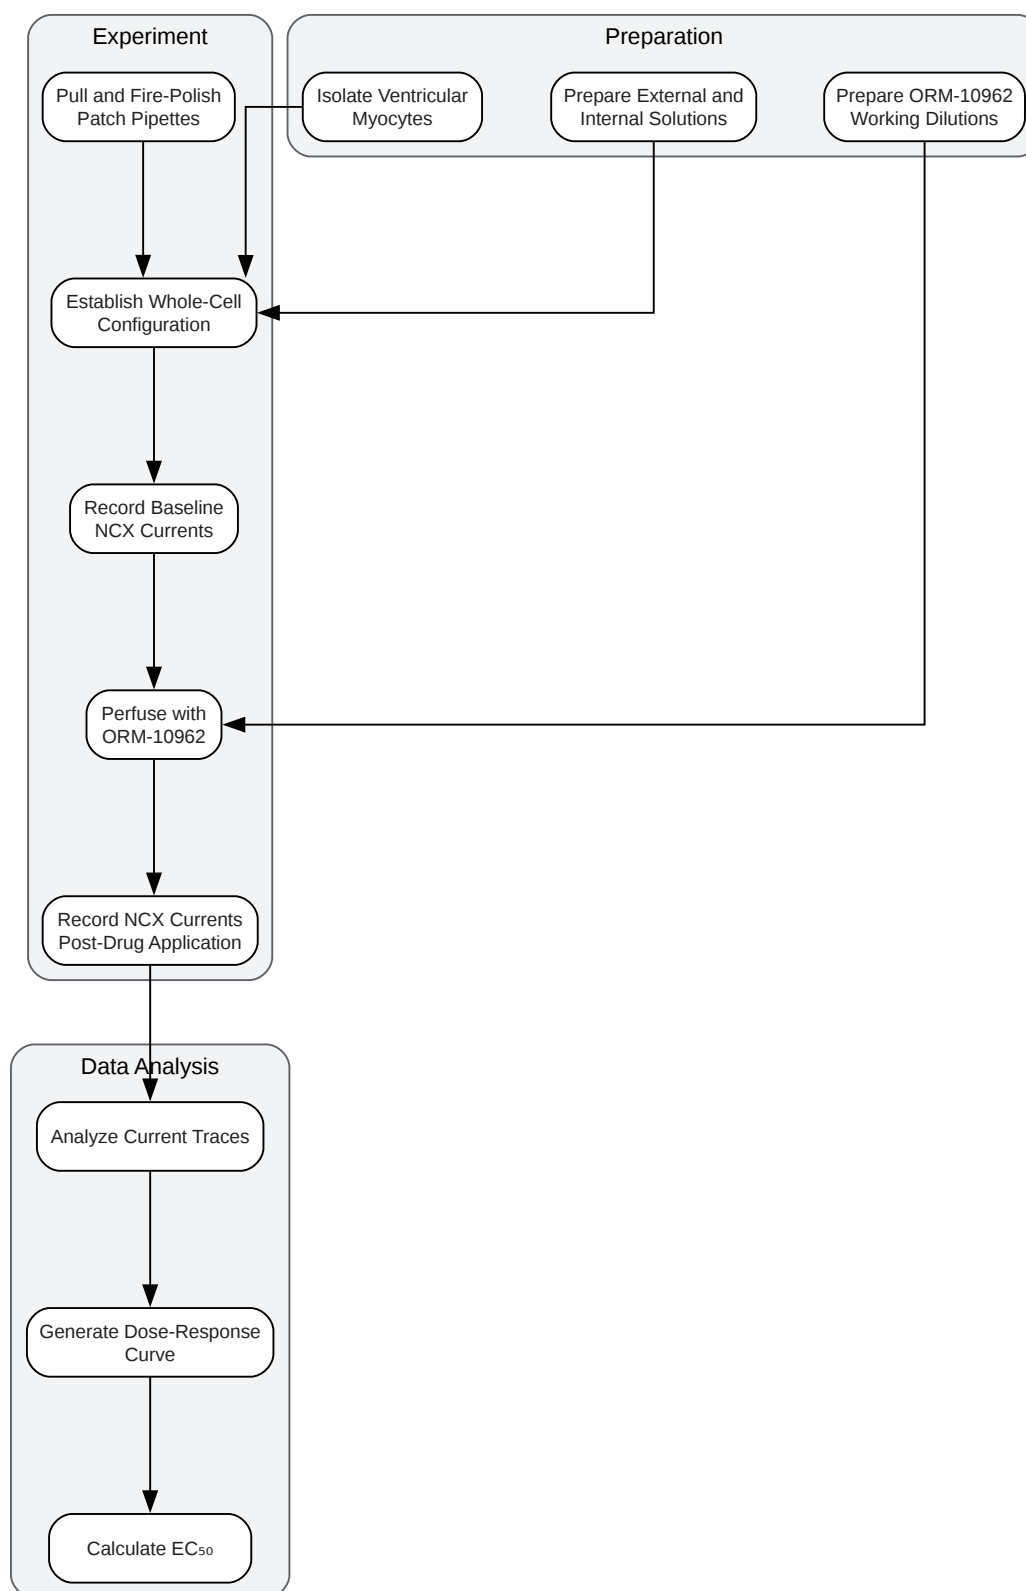 Experiment
Preparation
Pull and Fire-Polish
Patch Pipettes
Isolate Ventricular
Myocytes
Prepare External and
Internal Solutions
Prepare ORM-10962
Working Dilutions
Establish Whole-Cell
Configuration
Record Baseline
NCX Currents
Perfuse with
ORM-10962
Record NCX Currents
Post-Drug Application
Data Analysis
Analyze Current Traces
Generate Dose-Response
Curve
Calculate EC₅₀